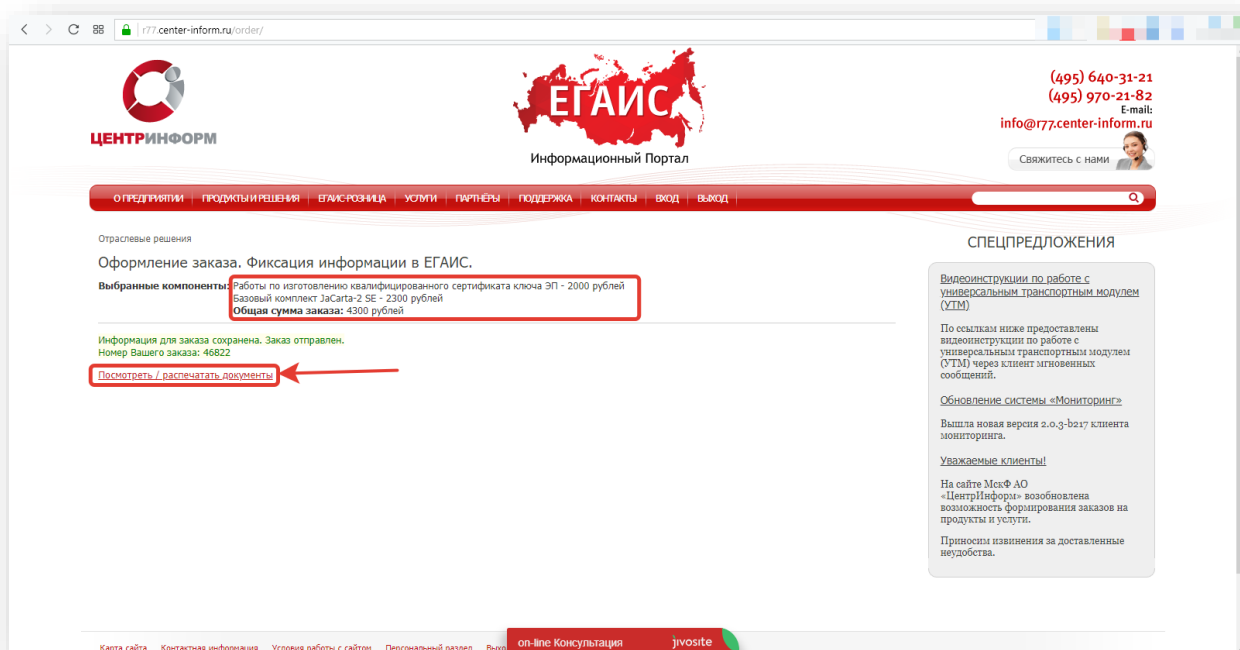 r77.center-inform.ru/order/
ЦЕНТРИНФОРМ
ЕГАИС
Информационный Портал
(495) 640-31-21
(495) 970-21-82
E-mail:
info@r77.center-inform.ru
Свяжитесь с нами
О ПРЕДПРИЯТИИ ПРОДУКТЫ И РЕШЕНИЯ ЕГАИС-РОЗНИЦА УСЛУГИ ПАРТНЁРЫ ПОДДЕРЖКА КОНТАКТЫ ВХОД ВЫХОД
Отраслевые решения
Оформление заказа. Фиксация информации в ЕГАИС.
Выбранные компоненты: Работы по изготовлению квалифицированного сертификата ключа ЭП - 2000 рублей
Базовый комплект JaCarta-2 SE - 2300 рублей
Общая сумма заказа: 4300 рублей
Информация для заказа сохранена. Заказ отправлен.
Номер Вашего заказа: 46822
Посмотреть / распечатать документы
СПЕЦПРЕДЛОЖЕНИЯ
Видеоинструкции по работе с
универсальным транспортным модулем
(УТМ)
По ссылкам ниже предоставлены
видеоинструкции по работе с
универсальным транспортным модулем
(УТМ) через клиент мгновенных
сообщений.
Обновление системы «Мониторинг»
Вышла новая версия 2.0.3-b217 клиента
мониторинга.
Уважаемые клиенты!
На сайте МскФ АО
«ЦентрИнформ» возобновлена
возможность формирования заказов на
продукты и услуги.
Приносим извинения за доставленные
неудобства.
Карта сайта Контактная информация Условия работы с сайтом Персональный раздел
on-line Консультация jivosite